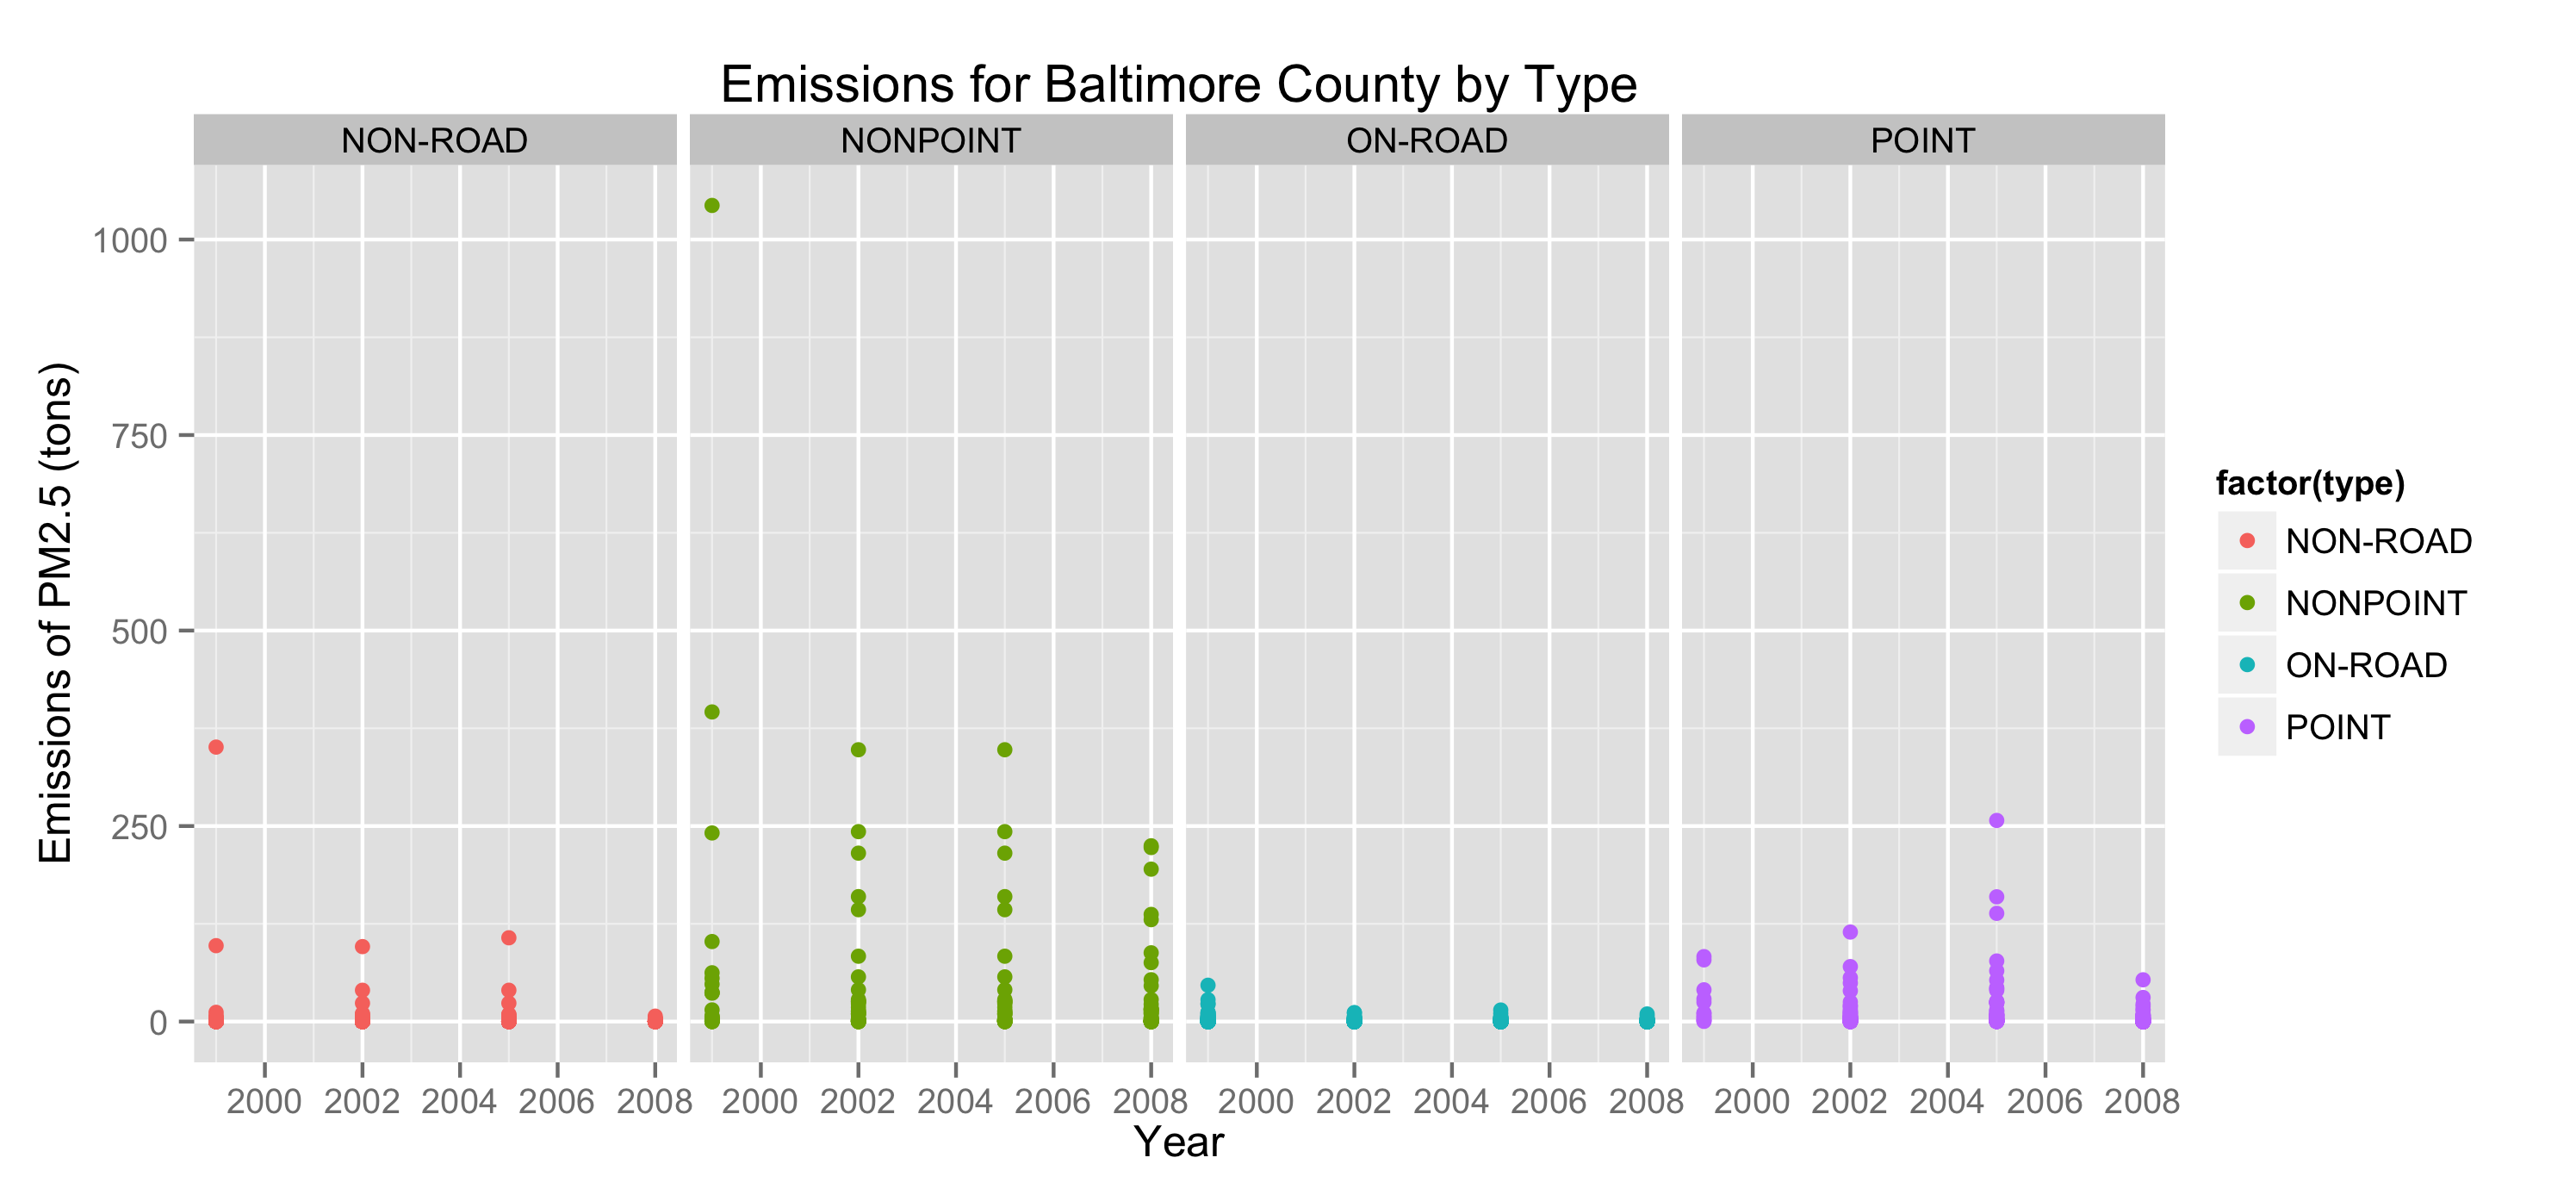 Emissions for Baltimore County by Type
NON-ROAD NONPOINT ON-ROAD POINT
1000
750
500
250
0
Emissions of PM2.5 (tons)
2000 2002 2004 2006 2008 2000 2002 2004 2006 2008 2000 2002 2004 2006 2008 2000 2002 2004 2006 2008
Year
factor(type)
NON-ROAD
NONPOINT
ON-ROAD
POINT